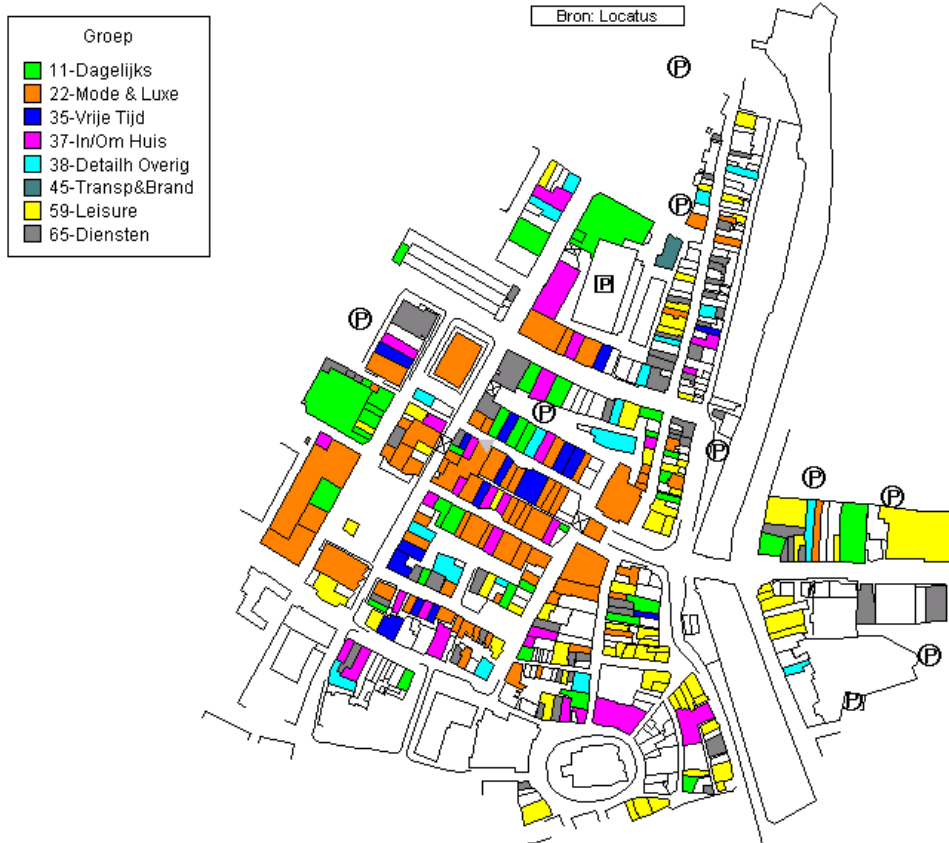 Bron: Locatus
Groep
11-Dagelijks
22-Mode & Luxe
35-Vrije Tijd
37-In/Om Huis
38-Detailh Overig
45-Transp&Brand
59-Leisure
65-Diensten
P
P
P
P
P
P
P
P
P
P